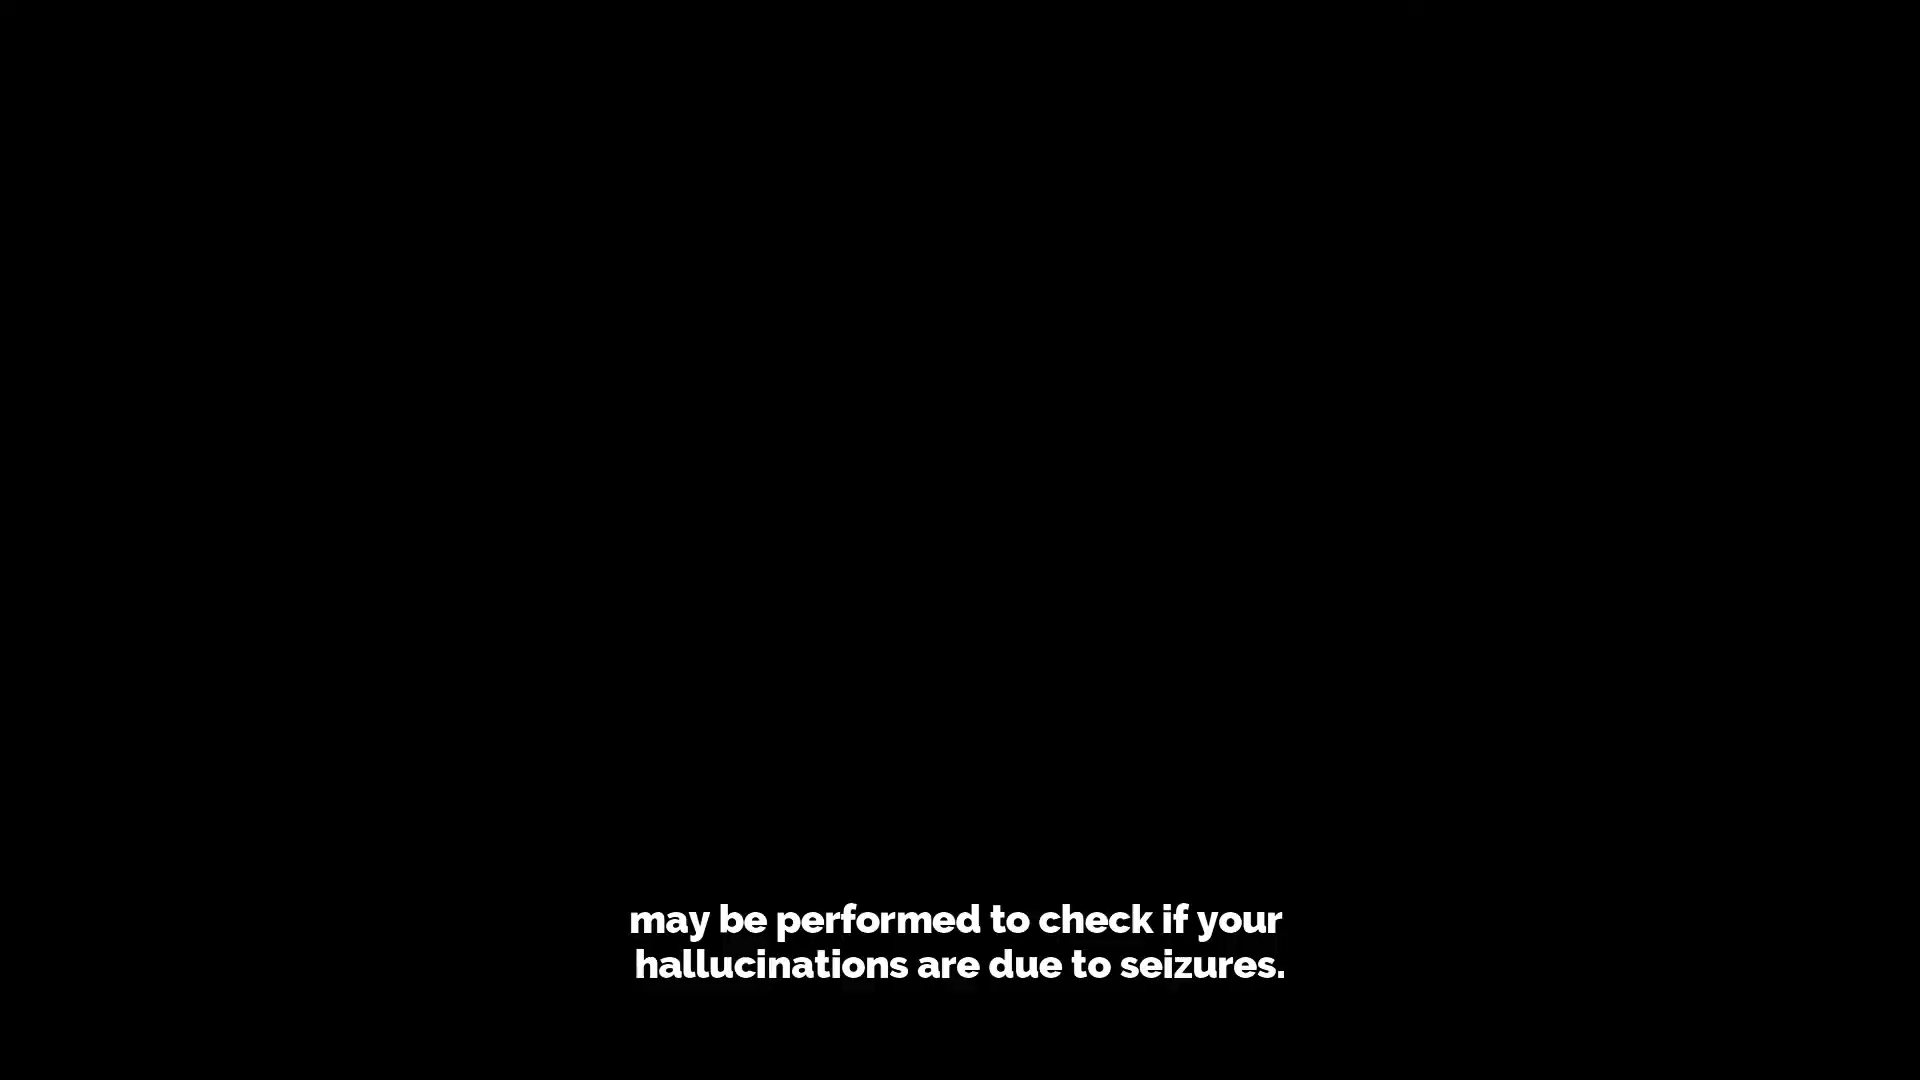 may be performed to check if your
hallucinations are due to seizures.